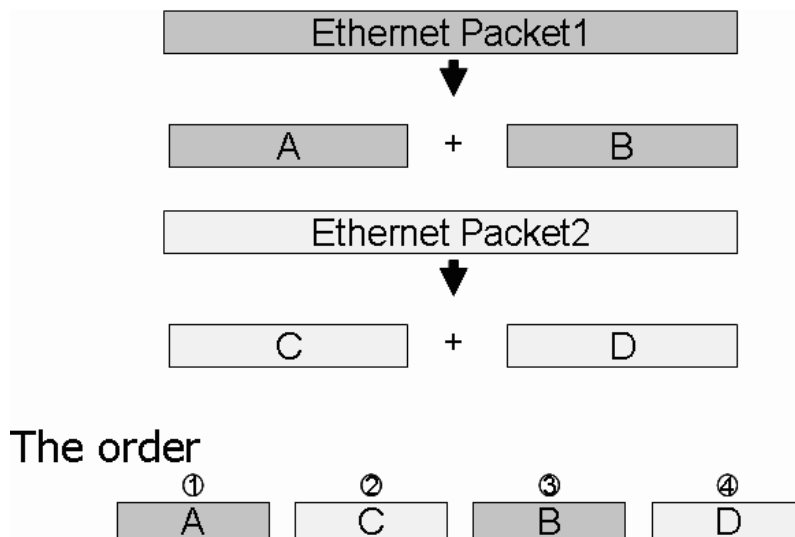 Ethernet Packet1
A + B
Ethernet Packet2
C + D
The order
① ② ③ ④
A C B D